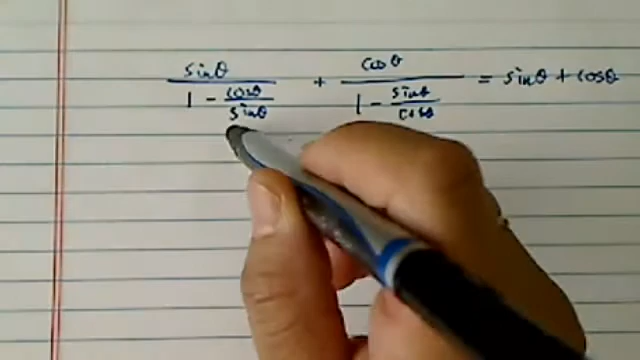 sinθ / (1 - cosθ/sinθ) + cosθ / (1 - sinθ/cosθ) = sinθ + cosθ